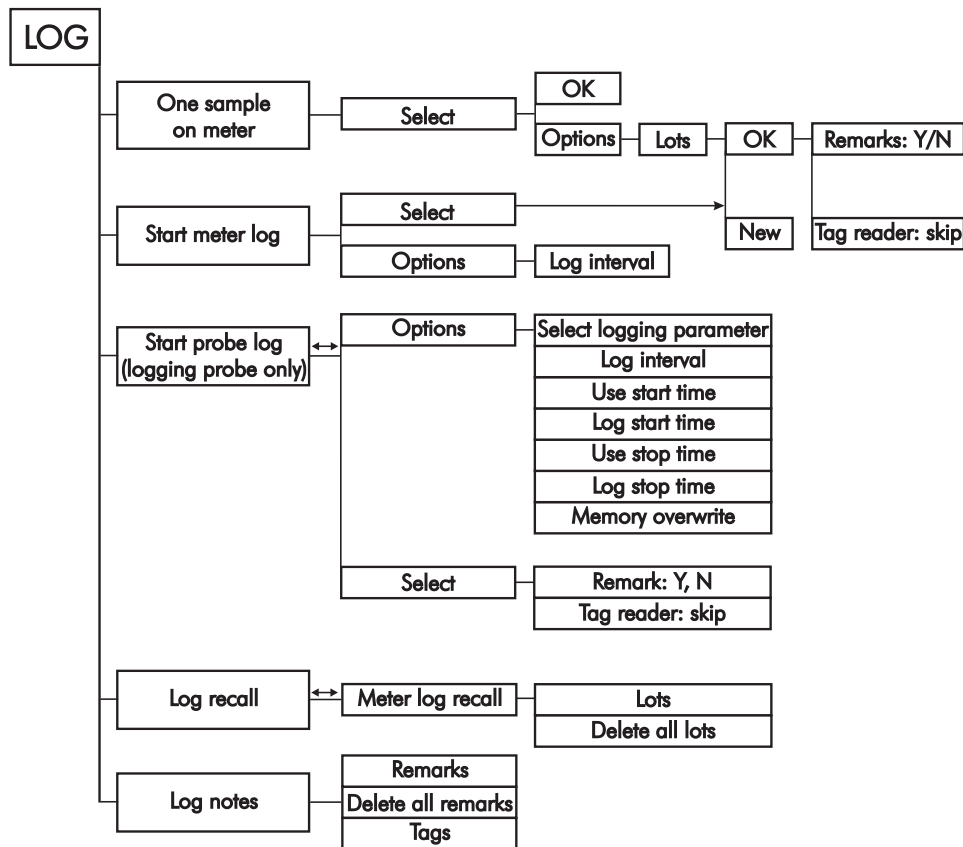 LOG
One sample
on meter
Select
OK
Options
Lots
OK
Remarks: Y/N
New
Tag reader: skip
Start meter log
Select
Options
Log interval
Start probe log
(logging probe only)
Options
Select logging parameter
Log interval
Use start time
Log start time
Use stop time
Log stop time
Memory overwrite
Select
Remark: Y, N
Tag reader: skip
Log recall
Meter log recall
Lots
Delete all lots
Log notes
Remarks
Delete all remarks
Tags